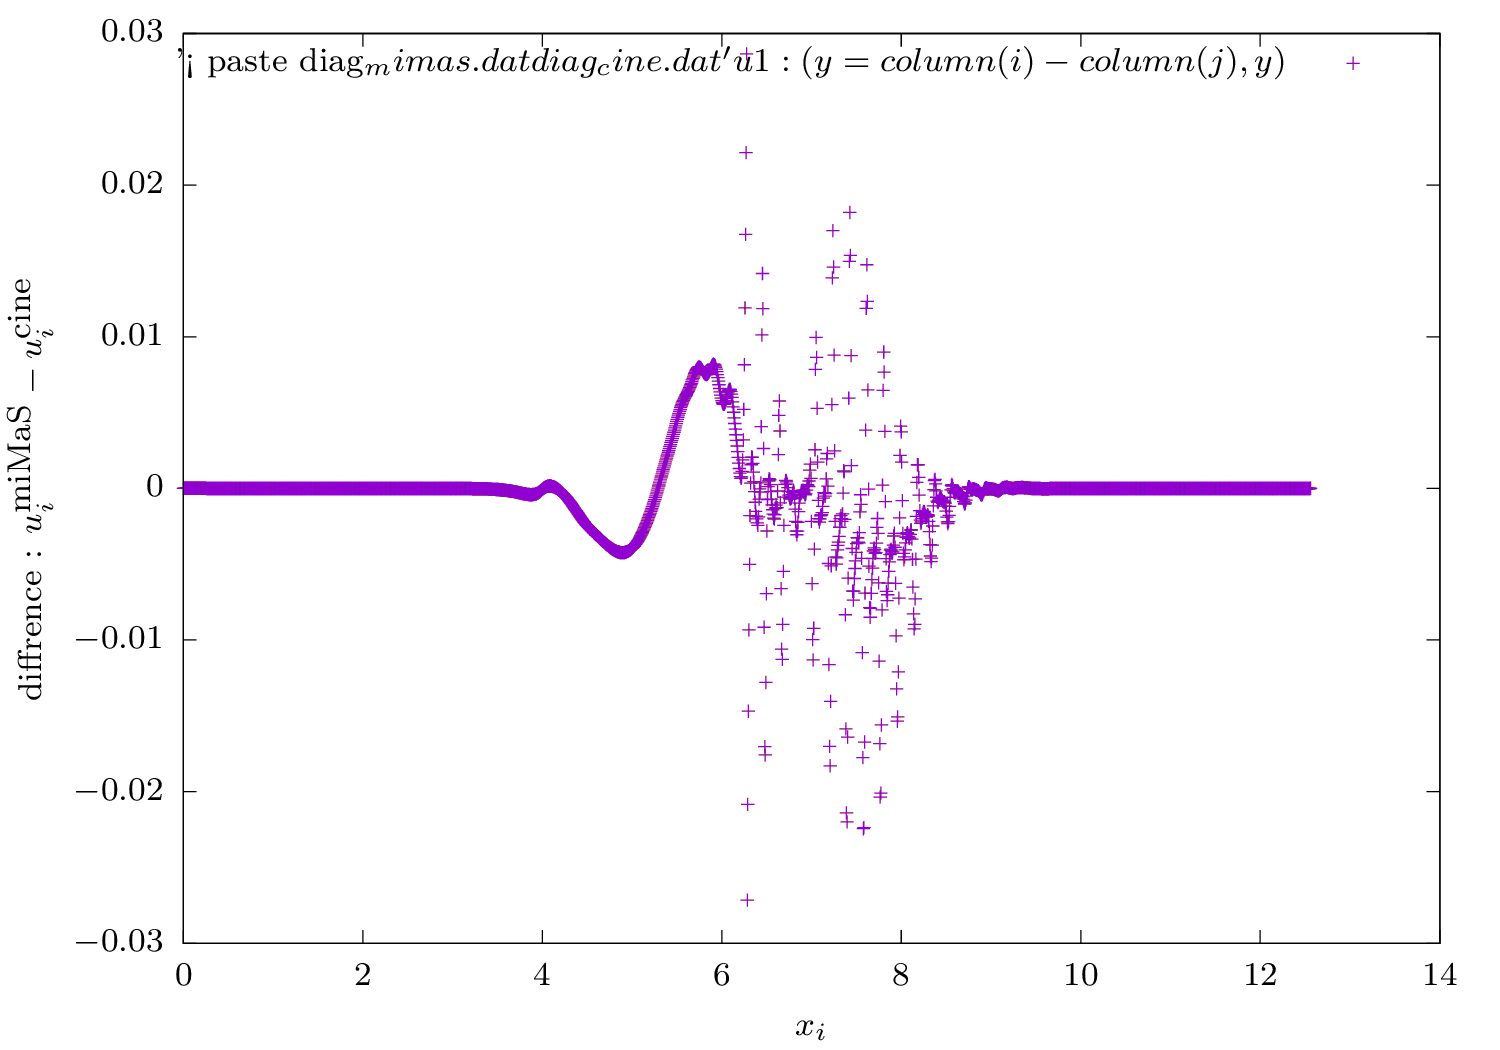 0.03
'¿ paste diag_mimas.datdiag_cine.dat′u1 : (y = column(i) − column(j), y)
0.02
0.01
0
−0.01
−0.02
−0.03
diffrence : u_i^miMaS − u_i^cine
0 2 4 6 8 10 12 14
x_i